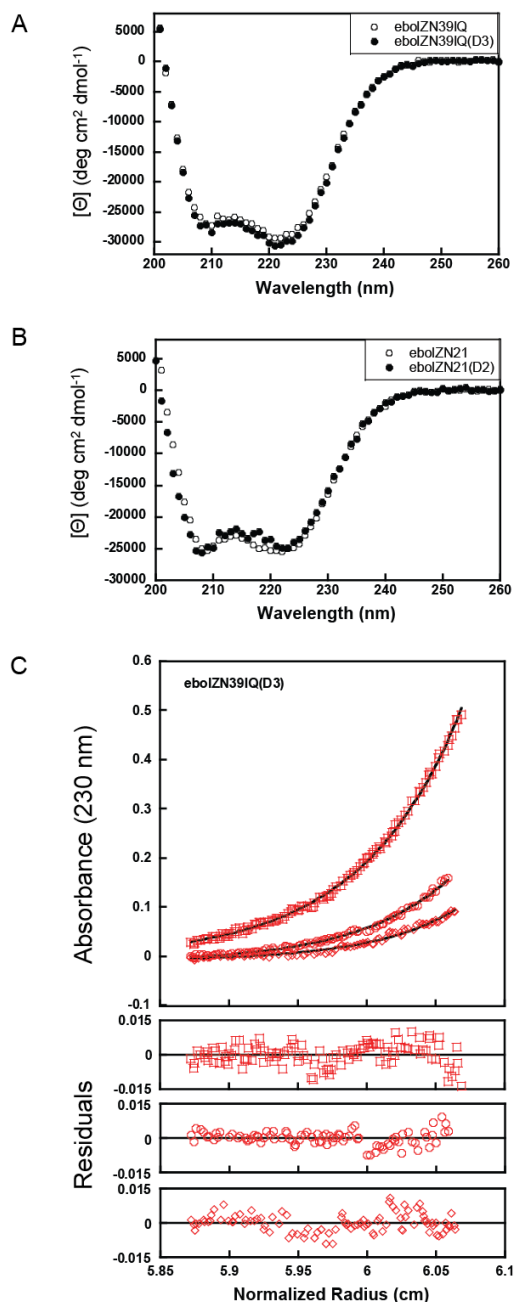 A
5000
0
-5000
-10000
-15000
-20000
-25000
-30000
[Θ] (deg cm² dmol⁻¹)
ebolZN39IQ
ebolZN39IQ(D3)
200 210 220 230 240 250 260
Wavelength (nm)
B
5000
0
-5000
-10000
-15000
-20000
-25000
-30000
[Θ] (deg cm² dmol⁻¹)
ebolZN21
ebolZN21(D2)
200 210 220 230 240 250 260
Wavelength (nm)
C
ebolZN39IQ(D3)
0.6
0.5
0.4
0.3
0.2
0.1
0
-0.1
Absorbance (230 nm)
0.015
0
-0.015
0.015
0
-0.015
0.015
0
-0.015
Residuals
5.85 5.9 5.95 6 6.05 6.1
Normalized Radius (cm)